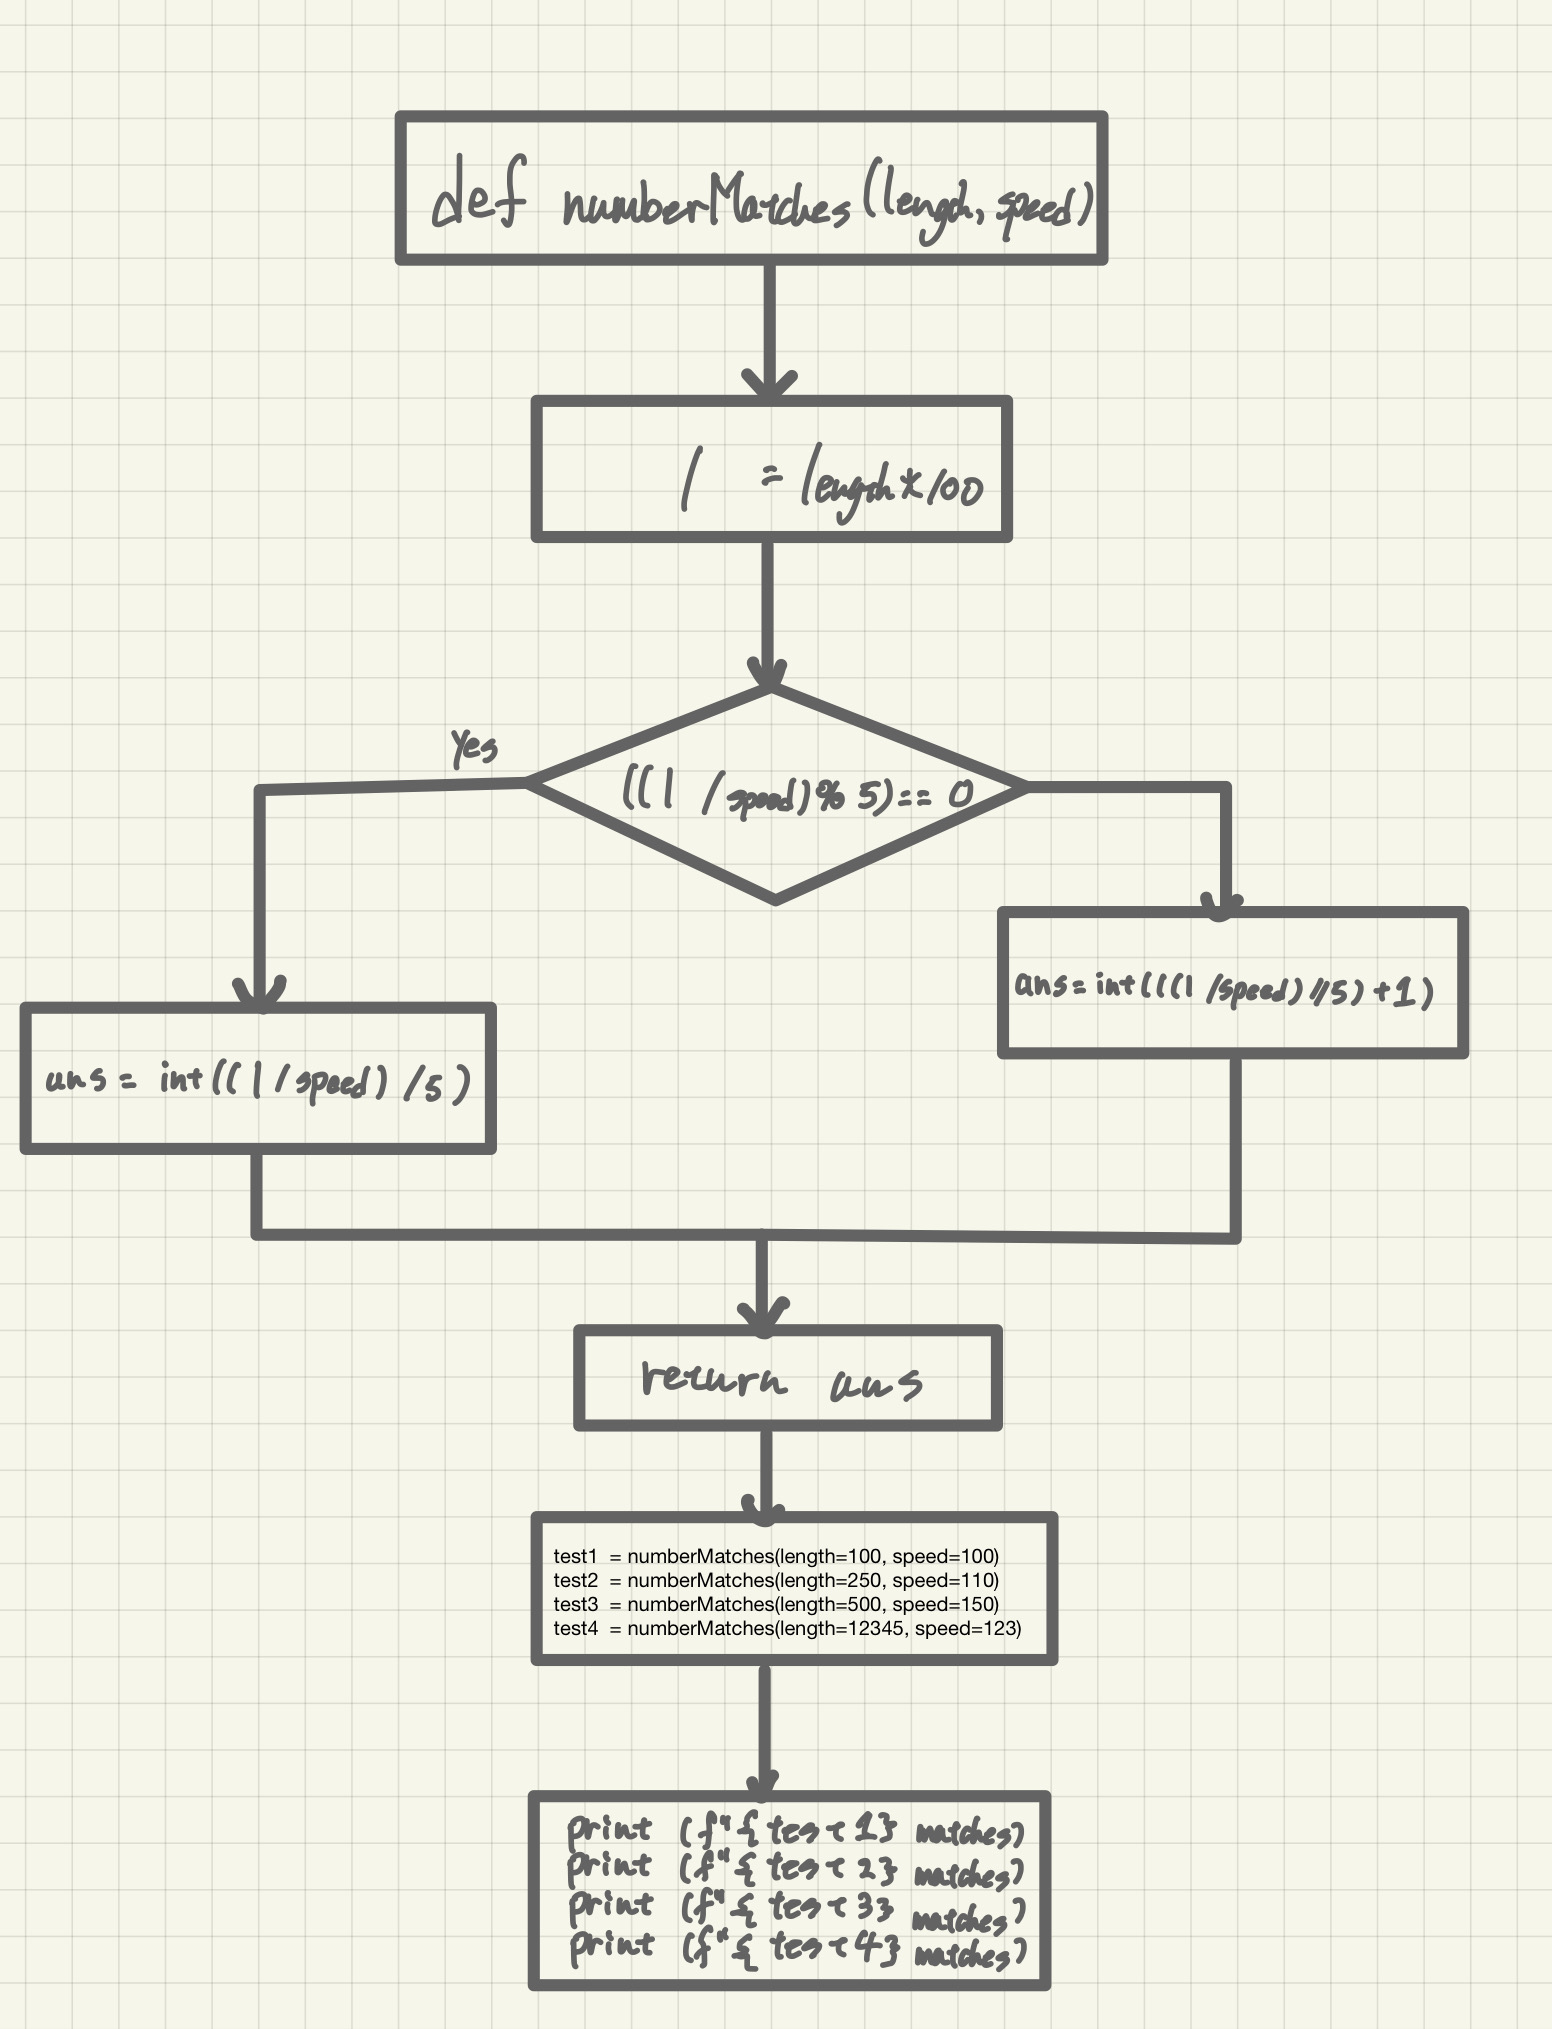 def numberMatches (length, speed)
l = length * 100
Yes
((l / speed) % 5) == 0
ans = int (((l /speed) //5) +1)
ans = int ((l / speed) /5 )
return ans
test1 = numberMatches(length=100, speed=100)
test2 = numberMatches(length=250, speed=110)
test3 = numberMatches(length=500, speed=150)
test4 = numberMatches(length=12345, speed=123)
print (f"{ test1} matches)
print (f"{ test2} matches)
print (f"{ test3} matches)
print (f"{ test4} matches)